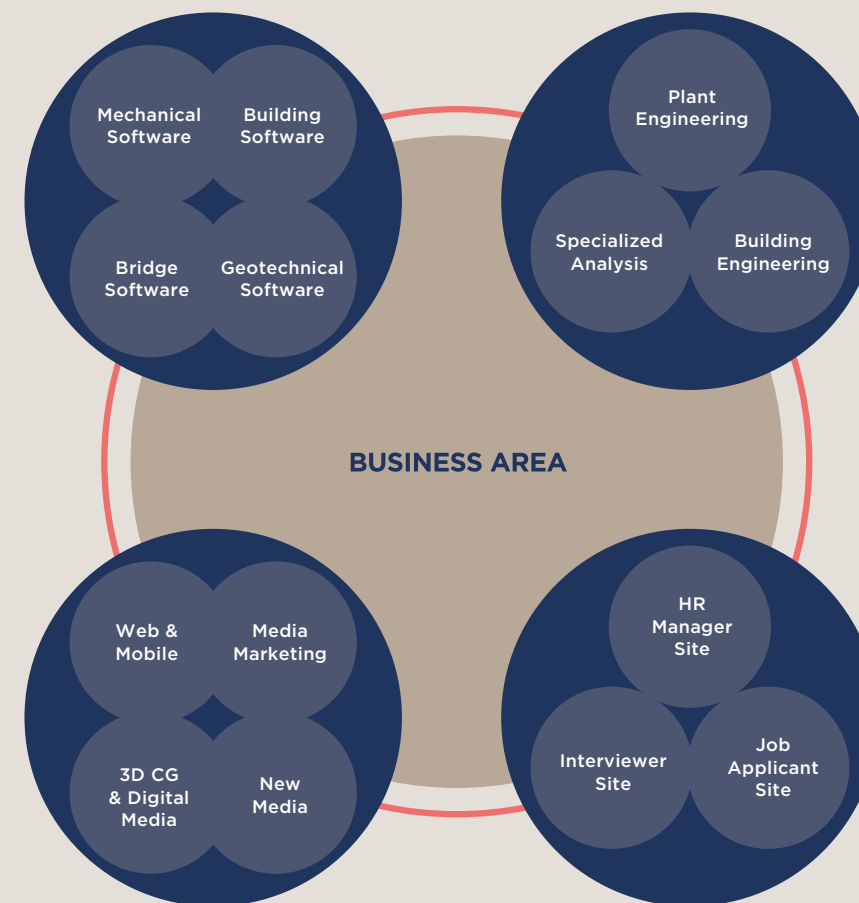 Mechanical
Software
Building
Software
Bridge
Software
Geotechnical
Software
Plant
Engineering
Specialized
Analysis
Building
Engineering
BUSINESS AREA
Web &
Mobile
Media
Marketing
3D CG
& Digital
Media
New
Media
HR
Manager
Site
Interviewer
Site
Job
Applicant
Site